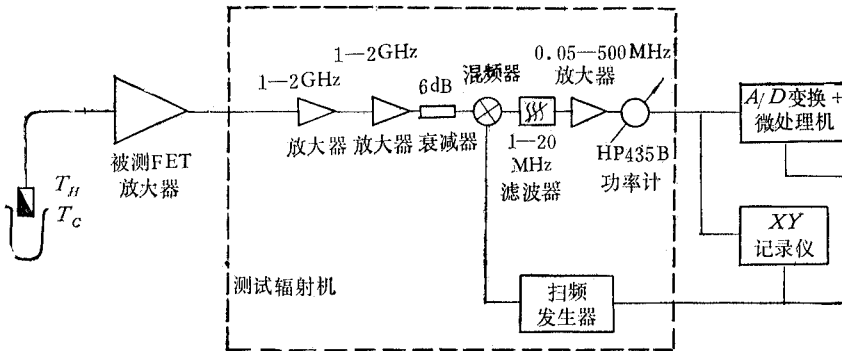 1—2GHz
1—2GHz
6dB
混频器
0.05—500MHz
放大器
放大器
放大器
衰减器
1—20
MHz
滤波器
HP435B
功率计
A/D变换+
微处理机
被测FET
放大器
T_H
T_C
XY
记录仪
测试辐射机
扫频
发生器